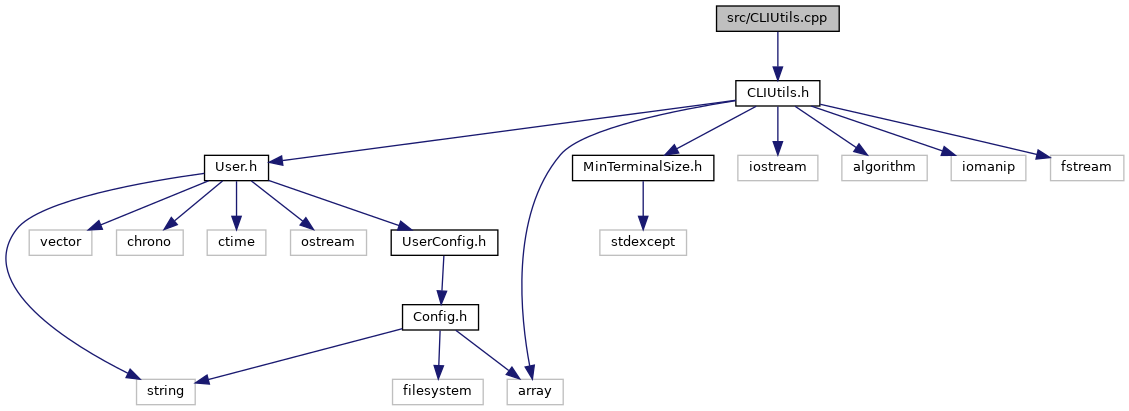 src/CLIUtils.cpp
CLIUtils.h
User.h
MinTerminalSize.h
iostream
algorithm
iomanip
fstream
vector
chrono
ctime
ostream
UserConfig.h
stdexcept
Config.h
string
filesystem
array